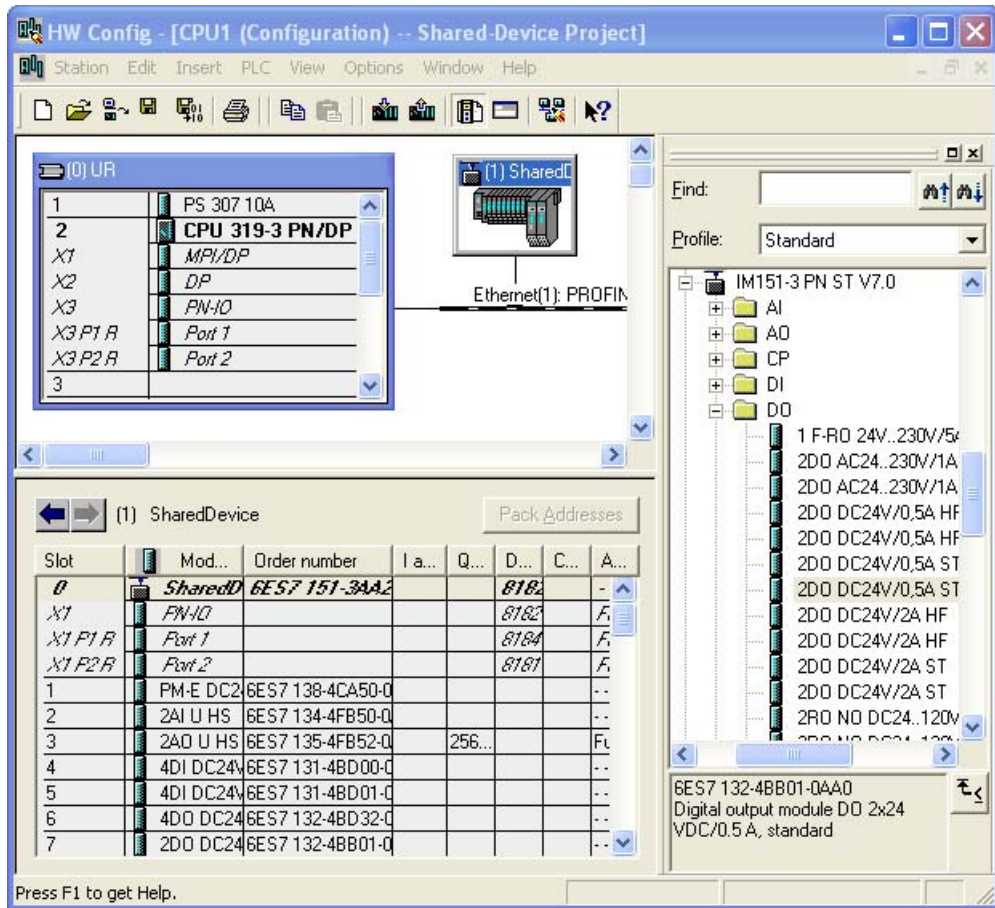 HW Config - [CPU1 (Configuration) -- Shared-Device Project]
Station Edit Insert PLC View Options Window Help
(0) UR
1 PS 307 10A
2 CPU 319-3 PN/DP
X1 MPI/DP
X2 DP
X3 PN-IO
X3 P1 R Port 1
X3 P2 R Port 2
3
(1) SharedD
Ethernet(1): PROFIN
(1) SharedDevice
Pack Addresses
Slot Mod... Order number I a... Q... D... C... A...
0 SharedD 6ES7 151-3AA2 8182 -
X1 PN-IO 8182 F
X1 P1 R Port 1 8184 F
X1 P2 R Port 2 8181 F
1 PM-E DC2 6ES7 138-4CA50-0 - -
2 2AI U HS 6ES7 134-4FB50-0 - -
3 2AO U HS 6ES7 135-4FB52-0 256... Fu
4 4DI DC24V 6ES7 131-4BD00-0 - -
5 4DI DC24V 6ES7 131-4BD01-0 - -
6 4DO DC24 6ES7 132-4BD32-0 - -
7 2DO DC24 6ES7 132-4BB01-0 - -
Find:
Profile: Standard
IM151-3 PN ST V7.0
AI
AO
CP
DI
DO
1 F-RO 24V..230V/5A
2DO AC24..230V/1A
2DO AC24..230V/1A
2DO DC24V/0,5A HF
2DO DC24V/0,5A HF
2DO DC24V/0,5A ST
2DO DC24V/0,5A ST
2DO DC24V/2A HF
2DO DC24V/2A HF
2DO DC24V/2A ST
2DO DC24V/2A ST
2RO NO DC24..120V
6ES7 132-4BB01-0AA0
Digital output module DO 2x24
VDC/0.5 A, standard
Press F1 to get Help.